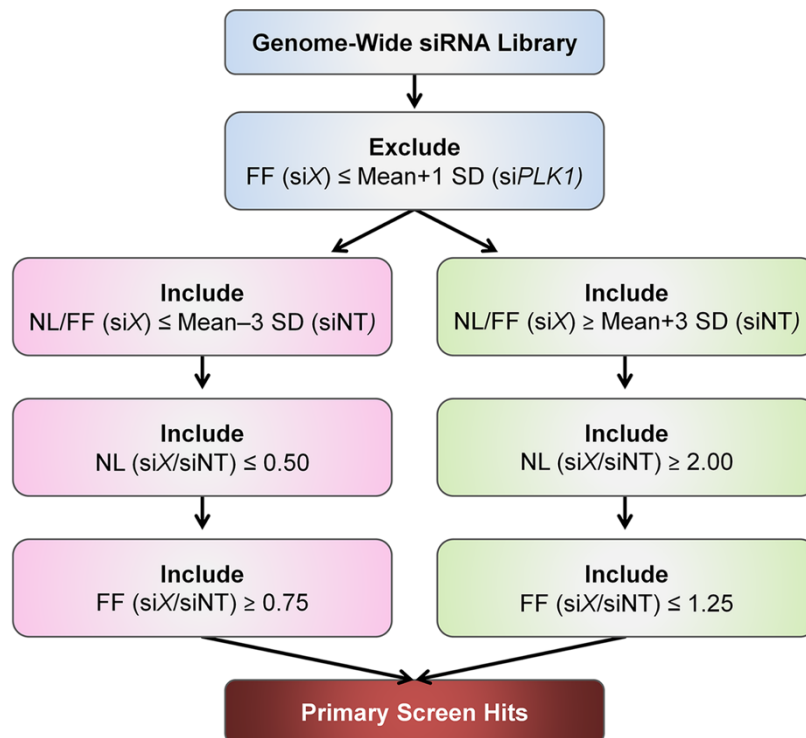 Genome-Wide siRNA Library
Exclude
FF (siX) ≤ Mean+1 SD (siPLK1)
Include
NL/FF (siX) ≤ Mean–3 SD (siNT)
Include
NL/FF (siX) ≥ Mean+3 SD (siNT)
Include
NL (siX/siNT) ≤ 0.50
Include
NL (siX/siNT) ≥ 2.00
Include
FF (siX/siNT) ≥ 0.75
Include
FF (siX/siNT) ≤ 1.25
Primary Screen Hits